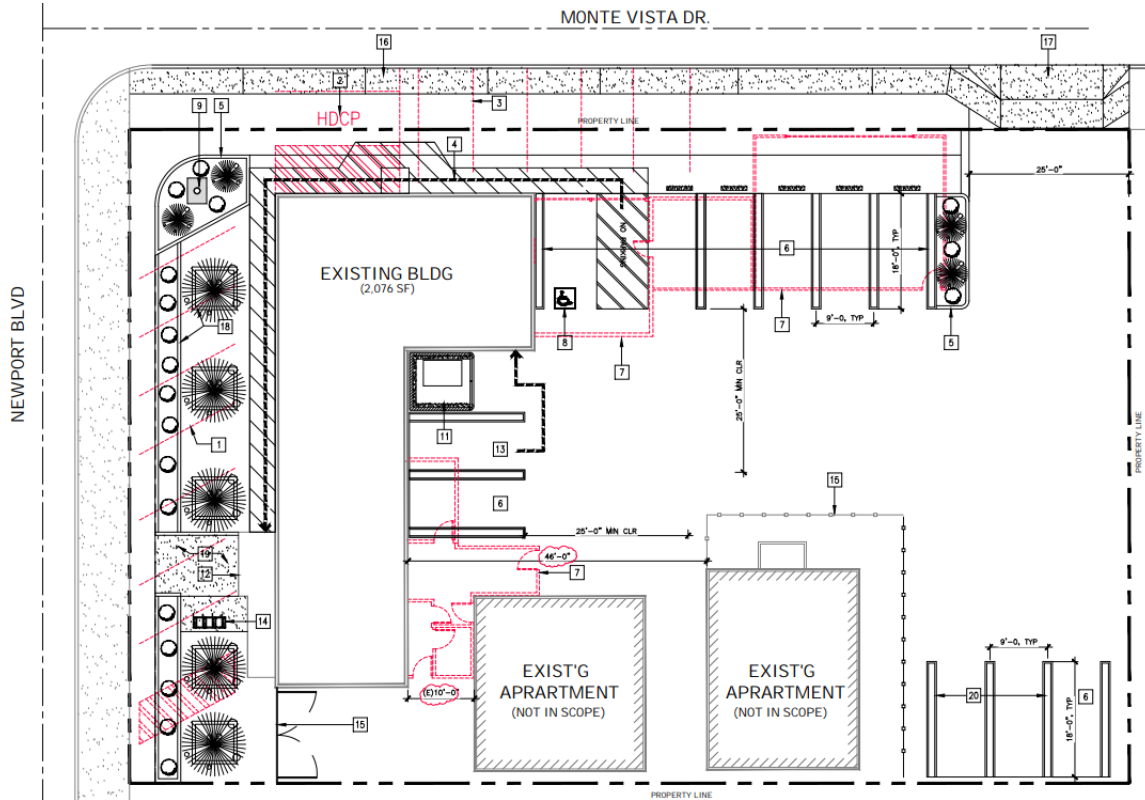 MONTE VISTA DR.
16
17
2
9
5
3
HDCP
PROPERTY LINE
4
25'-0"
NO PARKING
EXISTING BLDG
(2,076 SF)
6
18'-0", TYP
NEWPORT BLVD
18
8
7
9'-0, TYP
7
5
25'-0" MIN CLR
11
1
13
PROPERTY LINE
6
15
25'-0" MIN CLR
19
46'-0"
12
7
14
9'-0, TYP
EXIST'G
APRARTMENT
(NOT IN SCOPE)
EXIST'G
APRARTMENT
(NOT IN SCOPE)
(E)10'-0"
20
6
18'-0", TYP
15
PROPERTY LINE